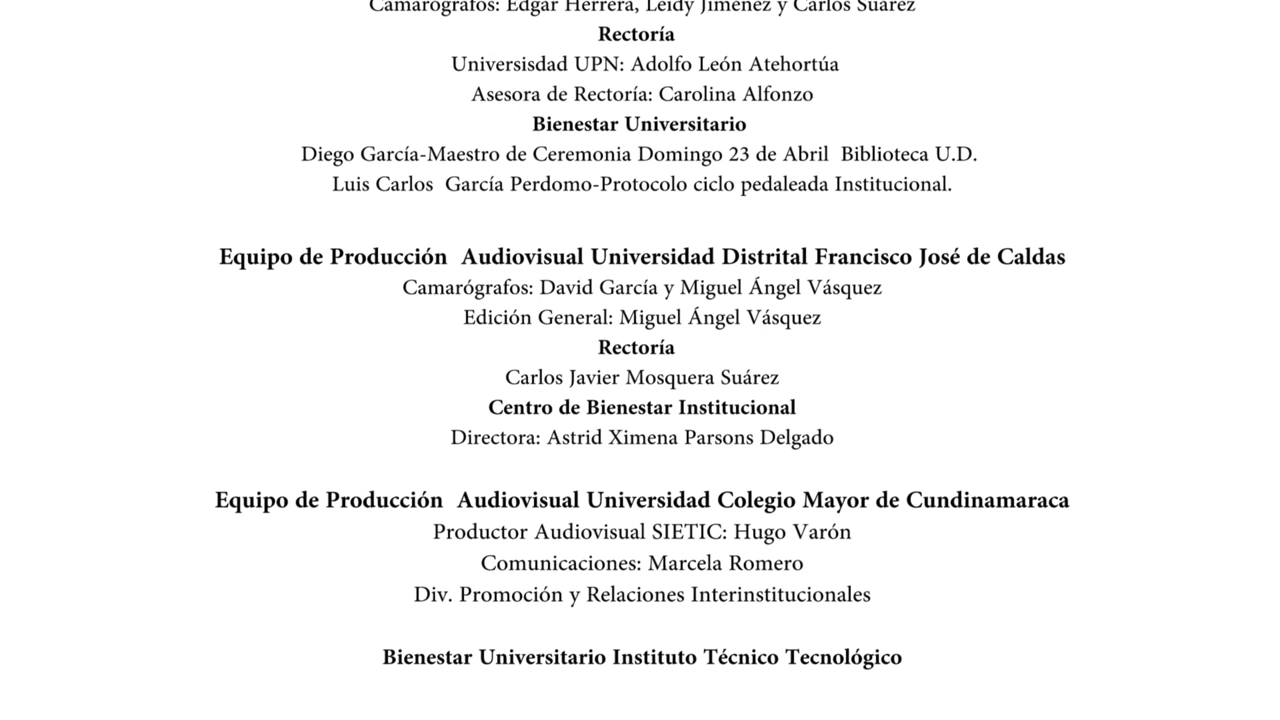 Camarógrafos: Edgar Herrera, Leidy Jiménez y Carlos Suárez
Rectoría
Universisdad UPN: Adolfo León Atehortúa
Asesora de Rectoría: Carolina Alfonzo
Bienestar Universitario
Diego García-Maestro de Ceremonia Domingo 23 de Abril  Biblioteca U.D.
Luis Carlos  García Perdomo-Protocolo ciclo pedaleada Institucional.
Equipo de Producción  Audiovisual Universidad Distrital Francisco José de Caldas
Camarógrafos: David García y Miguel Ángel Vásquez
Edición General: Miguel Ángel Vásquez
Rectoría
Carlos Javier Mosquera Suárez
Centro de Bienestar Institucional
Directora: Astrid Ximena Parsons Delgado
Equipo de Producción  Audiovisual Universidad Colegio Mayor de Cundinamaraca
Productor Audiovisual SIETIC: Hugo Varón
Comunicaciones: Marcela Romero
Div. Promoción y Relaciones Interinstitucionales
Bienestar Universitario Instituto Técnico Tecnológico